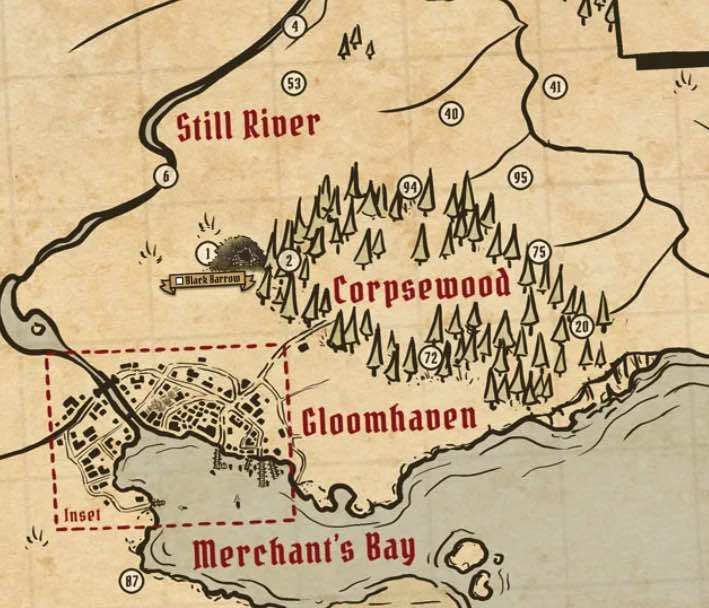 4
53
41
40
Still River
6
94
95
1
2
75
Black Barrow
Corpsewood
20
72
Gloomhaven
Inset
Merchant's Bay
87